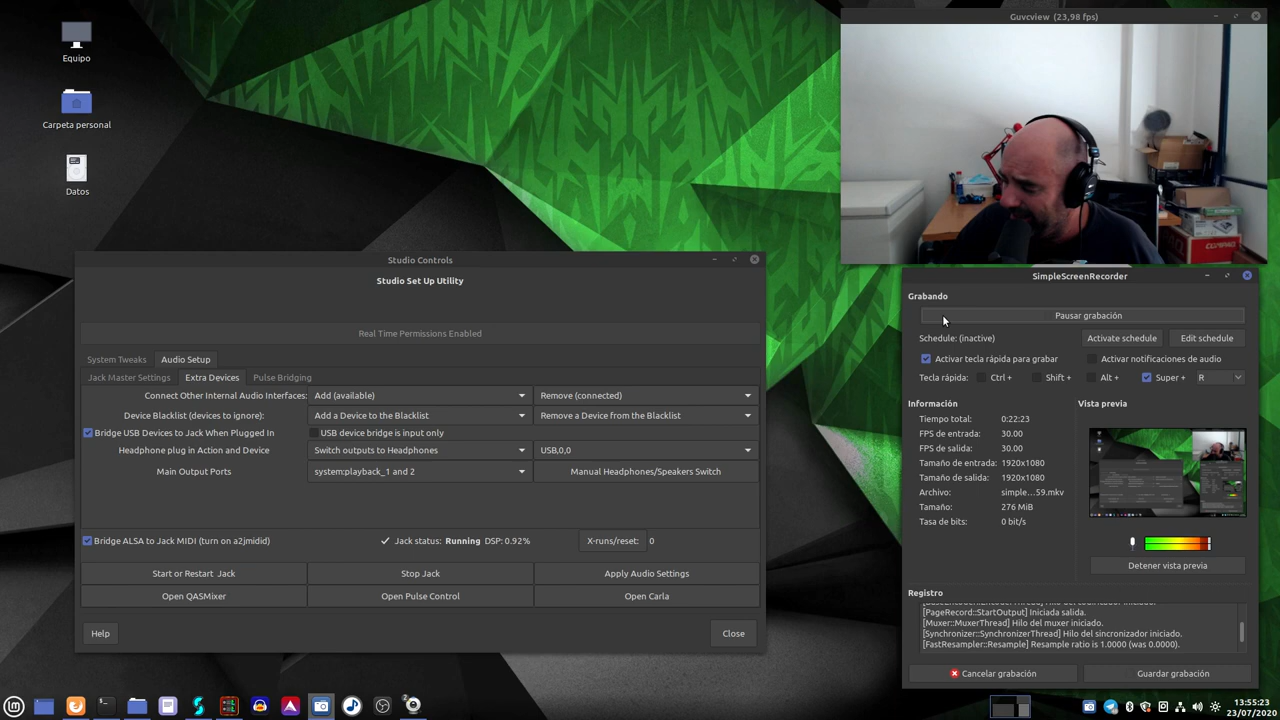 Equipo
Carpeta personal
Datos
Guvcview (23,98 fps)
COMPAQ
Studio Controls
Studio Set Up Utility
Real Time Permissions Enabled
System Tweaks Audio Setup
Jack Master Settings Extra Devices Pulse Bridging
Connect Other Internal Audio Interfaces: Add (available) Remove (connected)
Device Blacklist (devices to ignore): Add a Device to the Blacklist Remove a Device from the Blacklist
Bridge USB Devices to Jack When Plugged In USB device bridge is input only
Headphone plug in Action and Device Switch outputs to Headphones USB,0,0
Main Output Ports system:playback_1 and 2 Manual Headphones/Speakers Switch
Bridge ALSA to Jack MIDI (turn on a2jmidid) Jack status: Running DSP: 0.92% X-runs/reset: 0
Start or Restart Jack Stop Jack Apply Audio Settings
Open QASMixer Open Pulse Control Open Carla
Help Close
SimpleScreenRecorder
Grabando
Pausar grabación
Schedule: (inactive) Activate schedule Edit schedule
Activar tecla rápida para grabar Activar notificaciones de audio
Tecla rápida: Ctrl + Shift + Alt + Super + R
Información Vista previa
Tiempo total: 0:22:23
FPS de entrada: 30.00
FPS de salida: 30.00
Tamaño de entrada: 1920x1080
Tamaño de salida: 1920x1080
Archivo: simple...59.mkv
Tamaño: 276 MiB
Tasa de bits: 0 bit/s
Detener vista previa
Registro
[PageRecord::StartOutput] Iniciada salida.
[Muxer::MuxerThread] Hilo del muxer iniciado.
[Synchronizer::SynchronizerThread] Hilo del sincronizador iniciado.
[FastResampler::Resample] Resample ratio is 1.0000 (was 0.0000).
Cancelar grabación Guardar grabación
13:55:23
23/07/2020